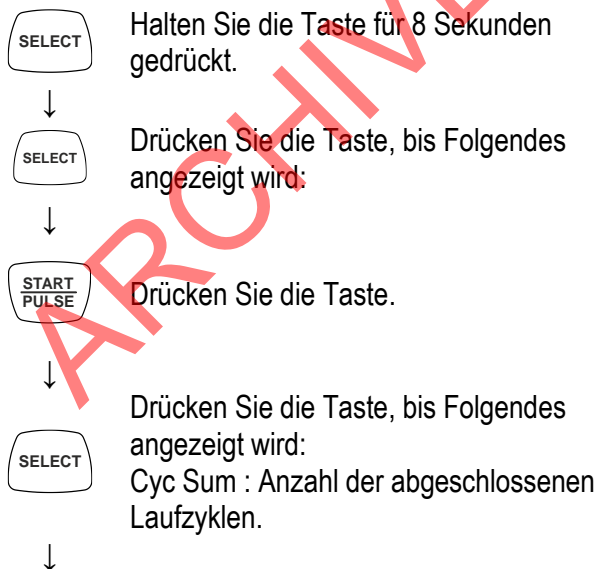 SELECT
Halten Sie die Taste für 8 Sekunden
gedrückt.
↓
SELECT
Drücken Sie die Taste, bis Folgendes
angezeigt wird:
↓
START
PULSE
Drücken Sie die Taste.
↓
SELECT
Drücken Sie die Taste, bis Folgendes
angezeigt wird:
Cyc Sum : Anzahl der abgeschlossenen
Laufzyklen.
↓